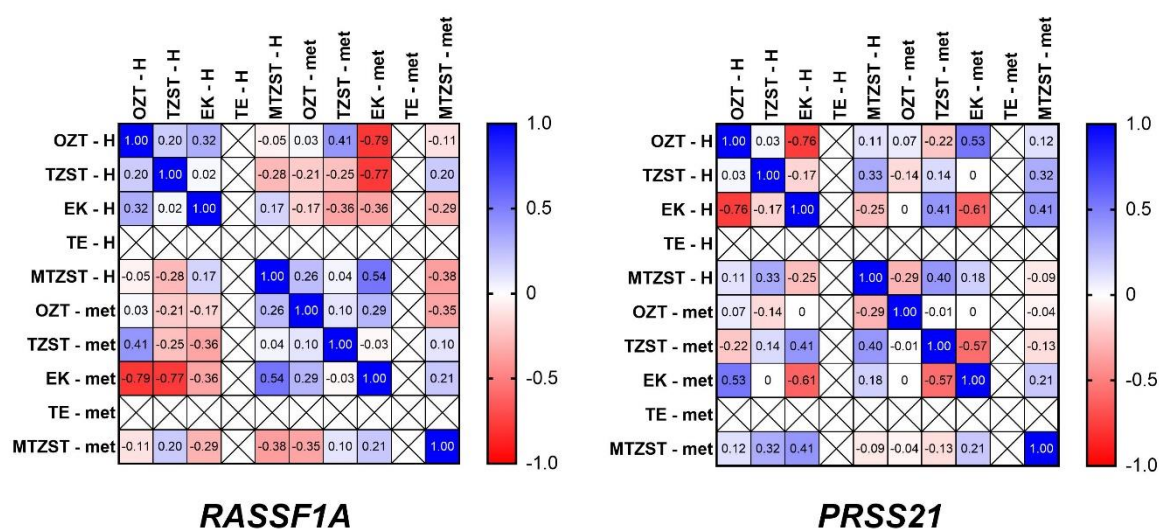 OZT - H TZST - H EK - H TE - H MTZST - H OZT - met TZST - met EK - met TE - met MTZST - met
OZT - H 1.00 0.20 0.32 -0.05 0.03 0.41 -0.79 -0.11
TZST - H 0.20 1.00 0.02 -0.28 -0.21 -0.25 -0.77 0.20
EK - H 0.32 0.02 1.00 0.17 -0.17 -0.36 -0.36 -0.29
TE - H
MTZST - H -0.05 -0.28 0.17 1.00 0.26 0.04 0.54 -0.38
OZT - met 0.03 -0.21 -0.17 0.26 1.00 0.10 0.29 -0.35
TZST - met 0.41 -0.25 -0.36 0.04 0.10 1.00 -0.03 0.10
EK - met -0.79 -0.77 -0.36 0.54 0.29 -0.03 1.00 0.21
TE - met
MTZST - met -0.11 0.20 -0.29 -0.38 -0.35 0.10 0.21 1.00
1.0
0.5
0
-0.5
-1.0
RASSF1A
OZT - H TZST - H EK - H TE - H MTZST - H OZT - met TZST - met EK - met TE - met MTZST - met
OZT - H 1.00 0.03 -0.76 0.11 0.07 -0.22 0.53 0.12
TZST - H 0.03 1.00 -0.17 0.33 -0.14 0.14 0 0.32
EK - H -0.76 -0.17 1.00 -0.25 0 0.41 -0.61 0.41
TE - H
MTZST - H 0.11 0.33 -0.25 1.00 -0.29 0.40 0.18 -0.09
OZT - met 0.07 -0.14 0 -0.29 1.00 -0.01 0 -0.04
TZST - met -0.22 0.14 0.41 0.40 -0.01 1.00 -0.57 -0.13
EK - met 0.53 0 -0.61 0.18 0 -0.57 1.00 0.21
TE - met
MTZST - met 0.12 0.32 0.41 -0.09 -0.04 -0.13 0.21 1.00
1.0
0.5
0
-0.5
-1.0
PRSS21